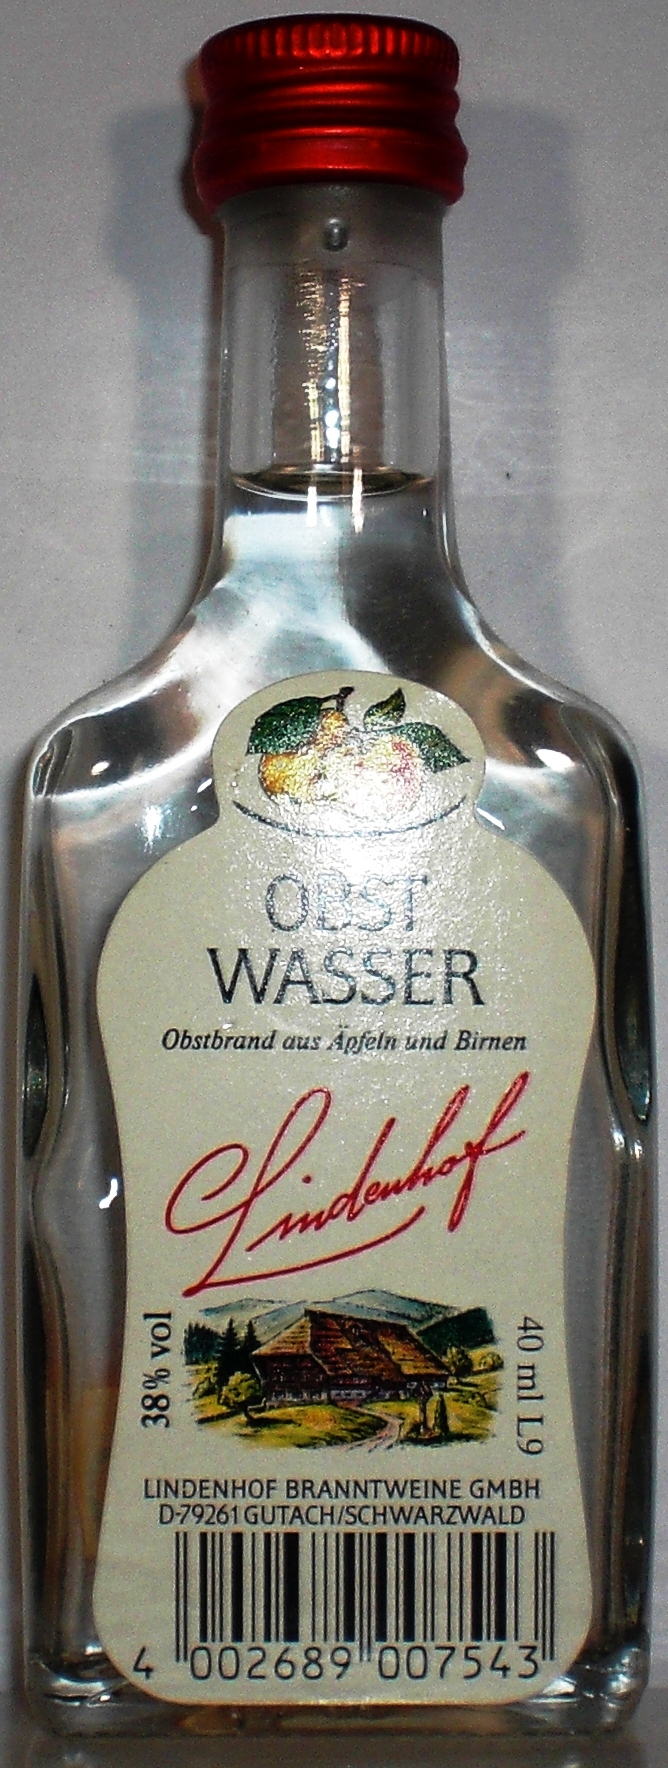 OBST
WASSER
Obstbrand aus Äpfeln und Birnen
Lindenhof
38% vol
40 ml L9
LINDENHOF BRANNTWEINE GMBH
D-79261 GUTACH/SCHWARZWALD
4 002689 007543